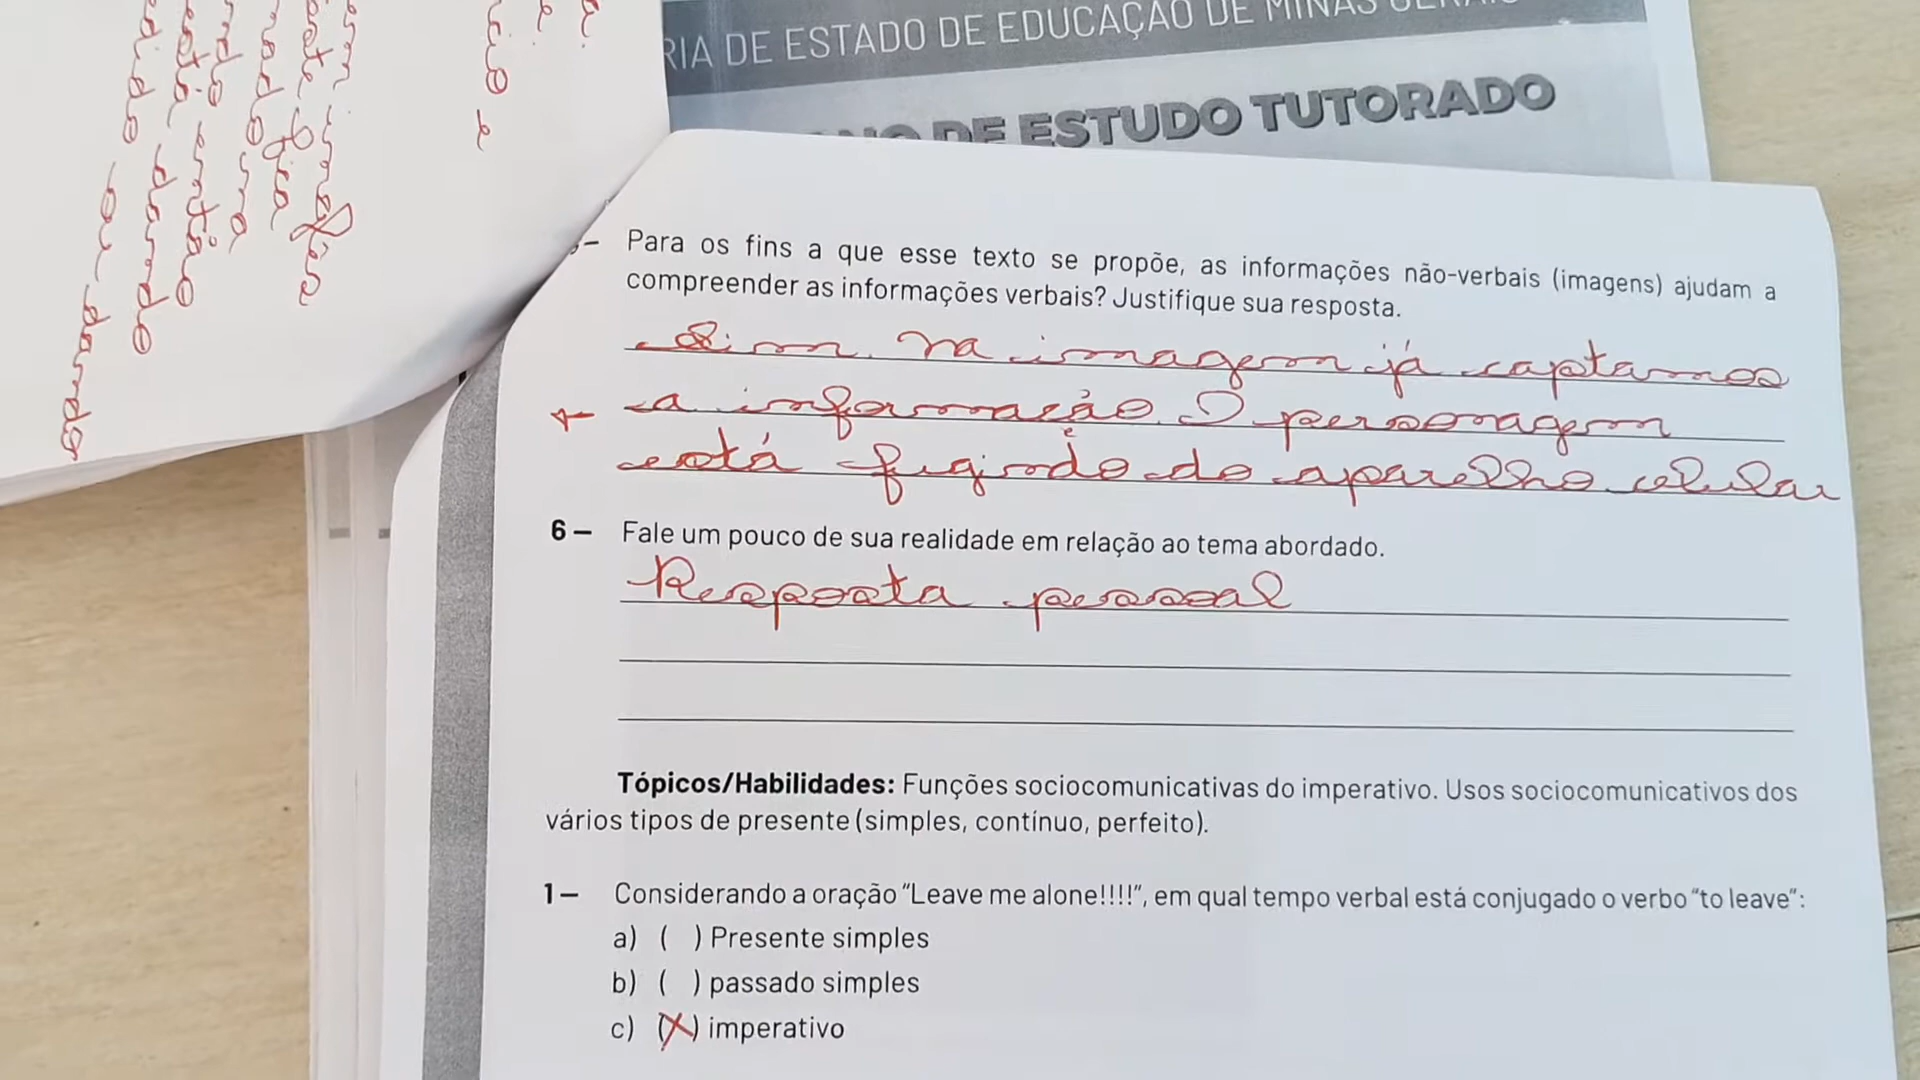 RIA DE ESTADO DE EDUCAÇÃO DE MINAS GERAIS
DE ESTUDO TUTORADO
– Para os fins a que esse texto se propõe, as informações não-verbais (imagens) ajudam a
compreender as informações verbais? Justifique sua resposta.
Sim. Na imagem já captamos
a informação. O personagem
está fugindo do aparelho celular
6 – Fale um pouco de sua realidade em relação ao tema abordado.
Resposta pessoal
Tópicos/Habilidades: Funções sociocomunicativas do imperativo. Usos sociocomunicativos dos
vários tipos de presente (simples, contínuo, perfeito).
1 – Considerando a oração “Leave me alone!!!!”, em qual tempo verbal está conjugado o verbo “to leave”:
a) ( ) Presente simples
b) ( ) passado simples
c) (X) imperativo